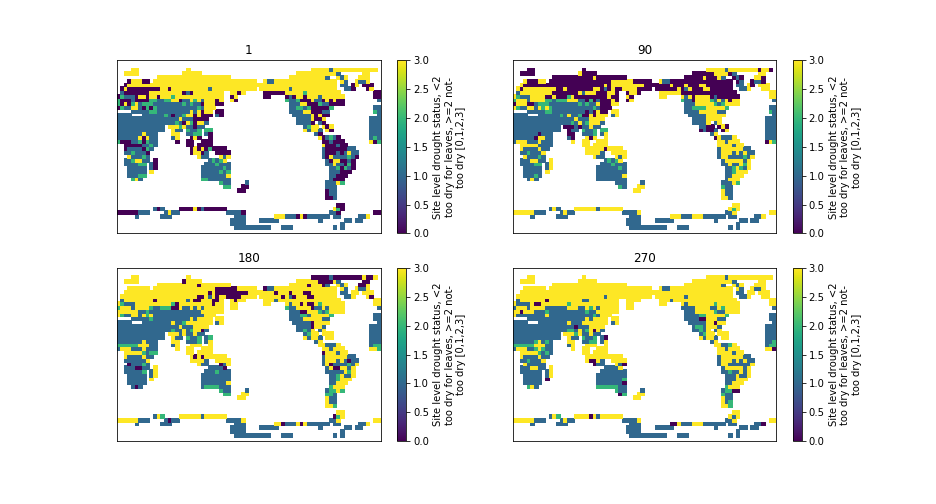 1
3.0
2.5
2.0
1.5
1.0
0.5
0.0
Site level drought status, <2
too dry for leaves, >=2 not-
too dry [0,1,2,3]
90
3.0
2.5
2.0
1.5
1.0
0.5
0.0
Site level drought status, <2
too dry for leaves, >=2 not-
too dry [0,1,2,3]
180
3.0
2.5
2.0
1.5
1.0
0.5
0.0
Site level drought status, <2
too dry for leaves, >=2 not-
too dry [0,1,2,3]
270
3.0
2.5
2.0
1.5
1.0
0.5
0.0
Site level drought status, <2
too dry for leaves, >=2 not-
too dry [0,1,2,3]